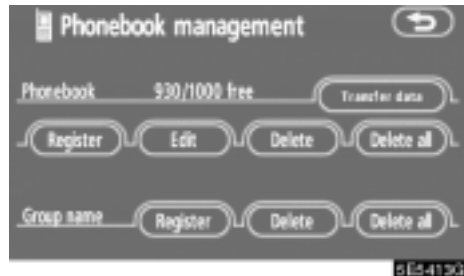 Phonebook management
Phonebook 930/1000 free Transfer data
Register Edit Delete Delete all
Group name Register Delete Delete all